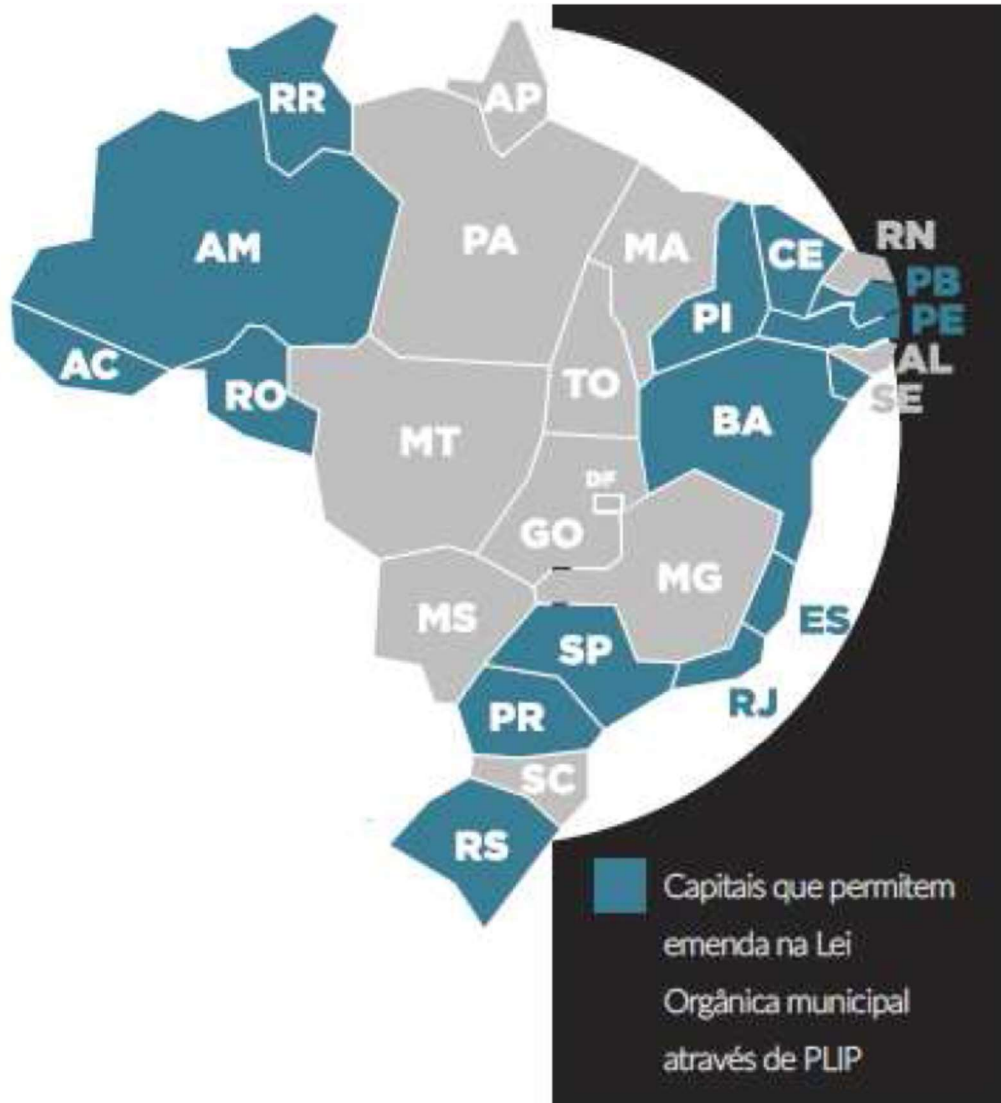 RR
AP
AM
PA
MA
CE
RN
PB
PI
PE
AC
AL
RO
TO
SE
MT
BA
DF
GO
MG
MS
ES
SP
RJ
PR
SC
RS
Capitais que permitem
emenda na Lei
Orgânica municipal
através de PLIP